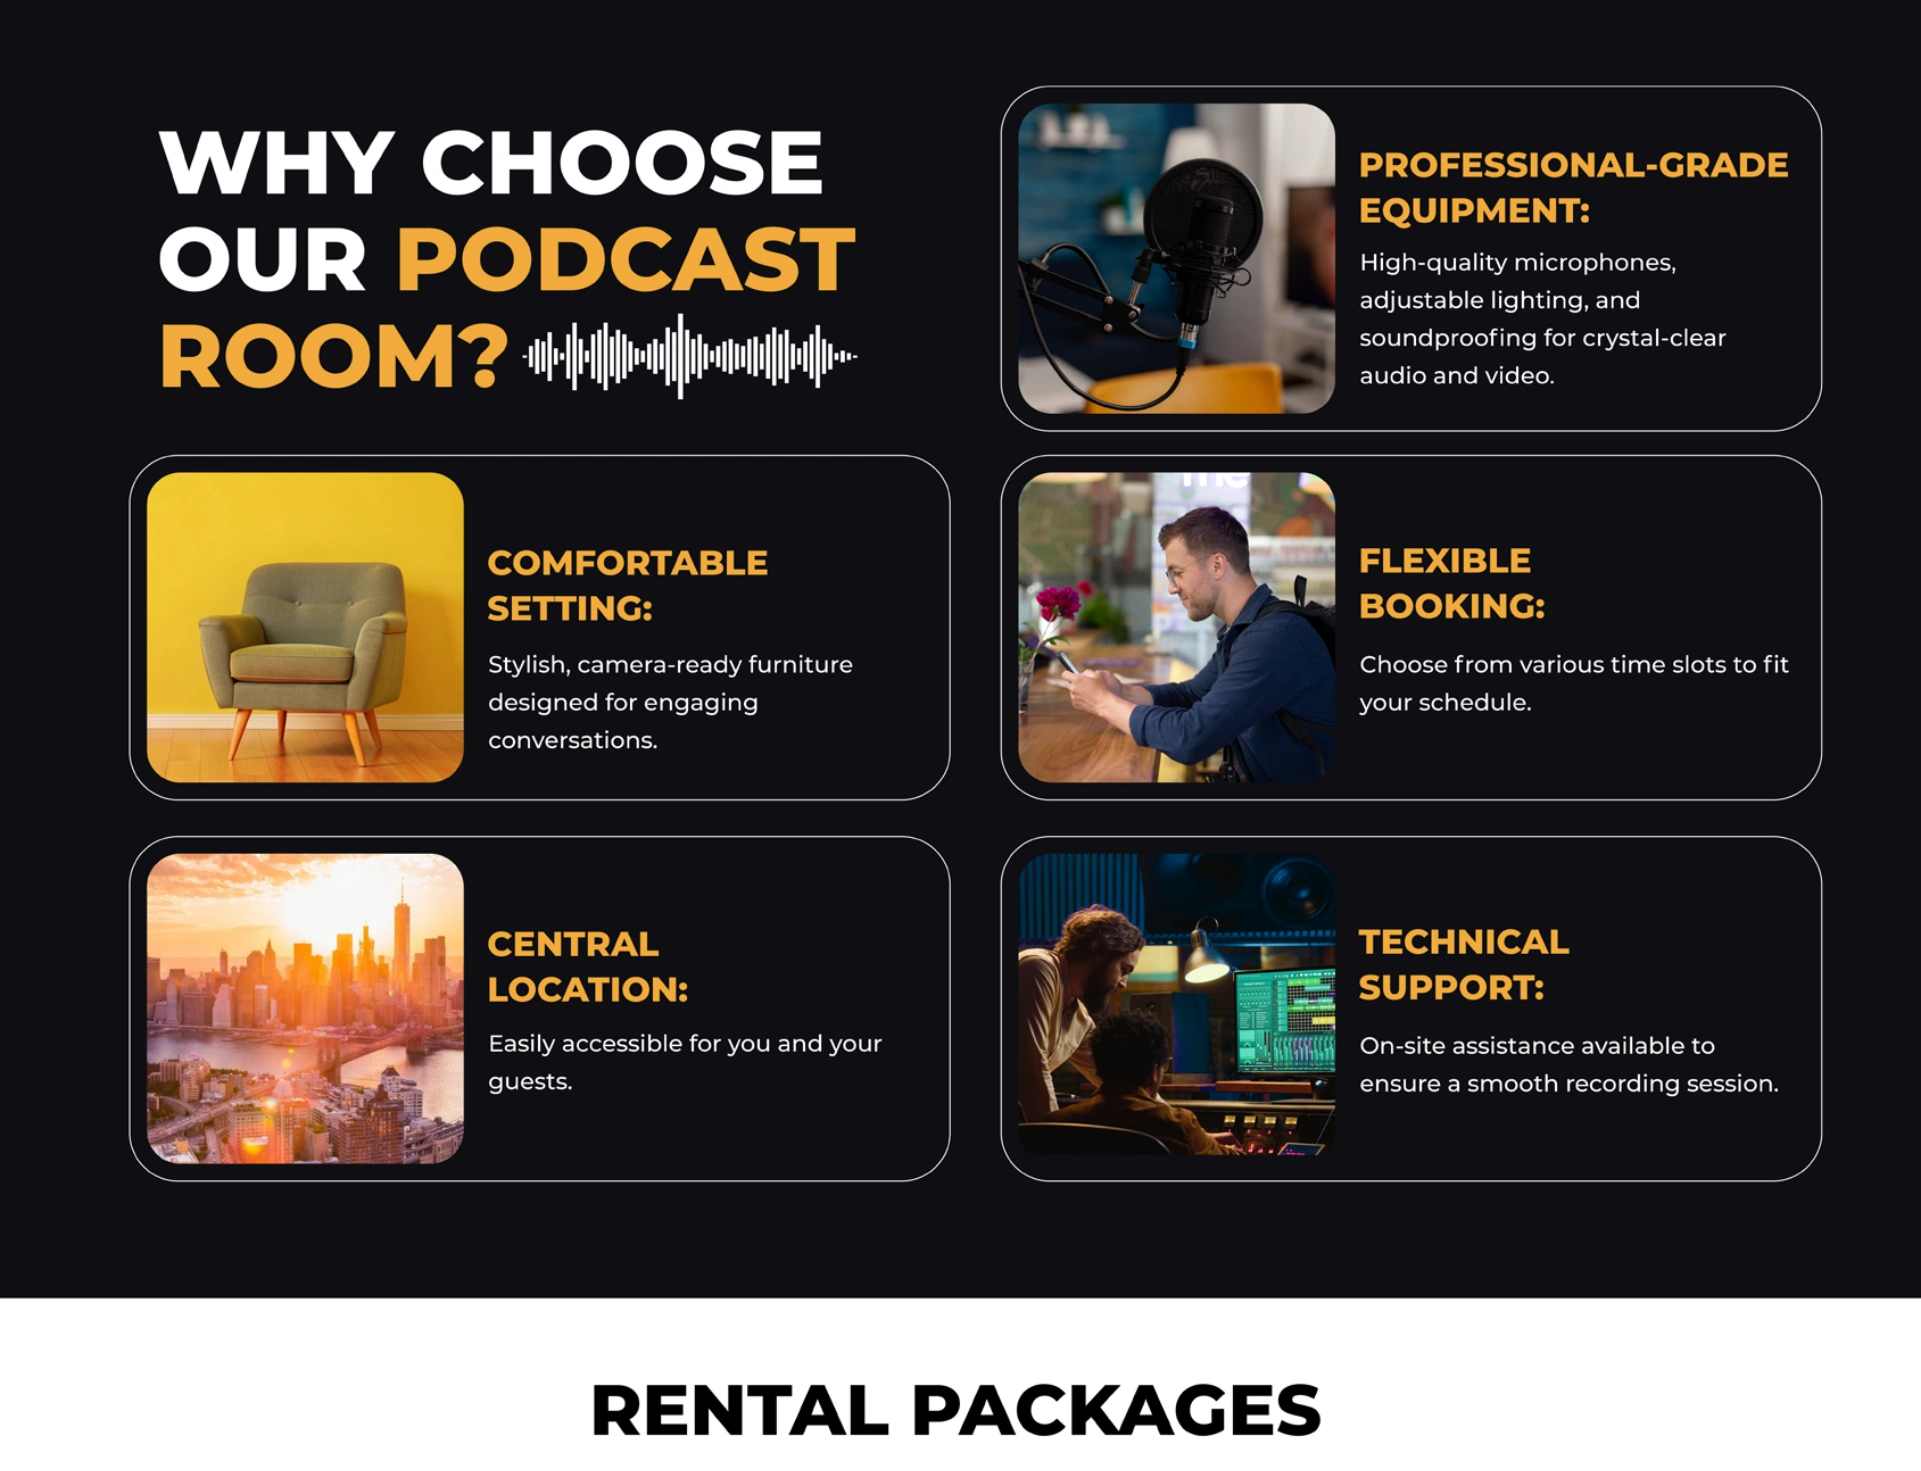 WHY CHOOSE
OUR PODCAST
ROOM?
PROFESSIONAL-GRADE
EQUIPMENT:
High-quality microphones,
adjustable lighting, and
soundproofing for crystal-clear
audio and video.
COMFORTABLE
SETTING:
Stylish, camera-ready furniture
designed for engaging
conversations.
FLEXIBLE
BOOKING:
Choose from various time slots to fit
your schedule.
CENTRAL
LOCATION:
Easily accessible for you and your
guests.
TECHNICAL
SUPPORT:
On-site assistance available to
ensure a smooth recording session.
RENTAL PACKAGES